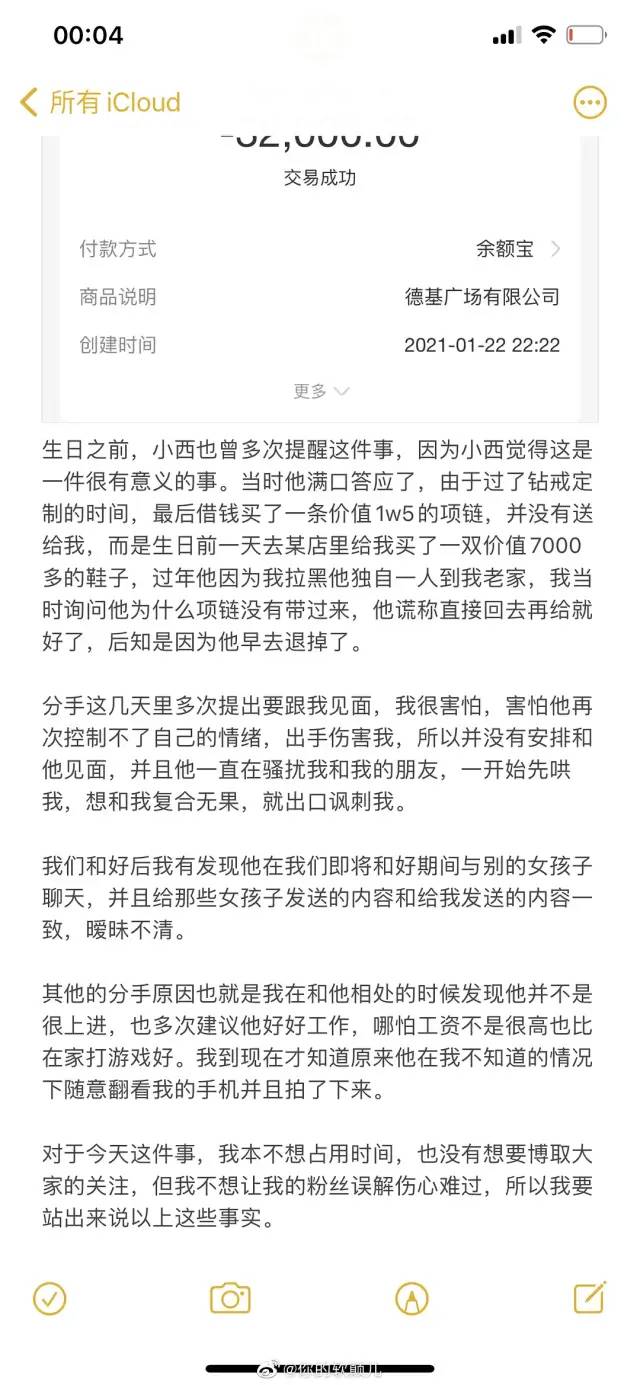 00:04
所有 iCloud
交易成功
付款方式
余额宝
商品说明
德基广场有限公司
创建时间
2021-01-22 22:22
更多
生日之前，小西也曾多次提醒这件事，因为小西觉得这是
一件很有意义的事。当时他满口答应了，由于过了钻戒定
制的时间，最后借钱买了一条价值1w5的项链，并没有送
给我，而是生日前一天去某店里给我买了一双价值7000
多的鞋子，过年他因为我拉黑他独自一人到我老家，我当
时询问他为什么项链没有带过来，他谎称直接回去再给就
好了，后知是因为他早去退掉了。
分手这几天里多次提出要跟我见面，我很害怕，害怕他再
次控制不了自己的情绪，出手伤害我，所以并没有安排和
他见面，并且他一直在骚扰我和我的朋友，一开始先哄
我，想和我复合无果，就出口讽刺我。
我们和好后我有发现他在我们即将和好期间与别的女孩子
聊天，并且给那些女孩子发送的内容和给我发送的内容一
致，暧昧不清。
其他的分手原因也就是我在和他相处的时候发现他并不是
很上进，也多次建议他好好工作，哪怕工资不是很高也比
在家打游戏好。我到现在才知道原来他在我不知道的情况
下随意翻看我的手机并且拍了下来。
对于今天这件事，我本不想占用时间，也没有想要博取大
家的关注，但我不想让我的粉丝误解伤心难过，所以我要
站出来说以上这些事实。